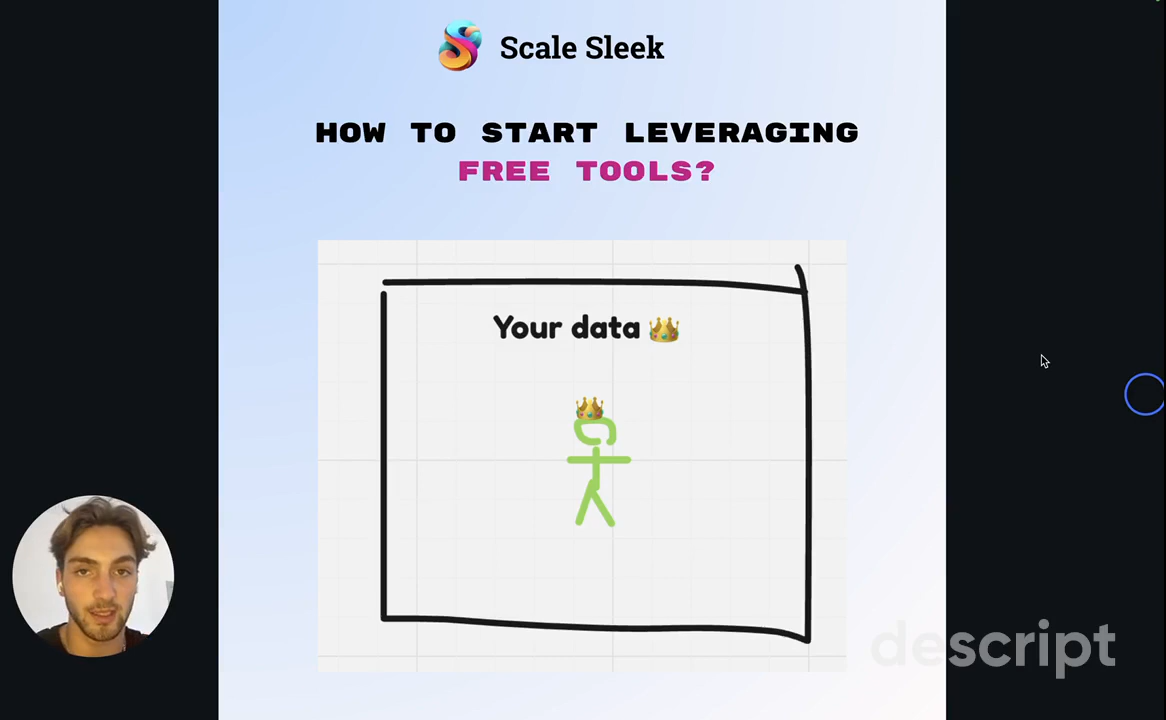 Scale Sleek
HOW TO START LEVERAGING
FREE TOOLS?
Your data 👑
descript